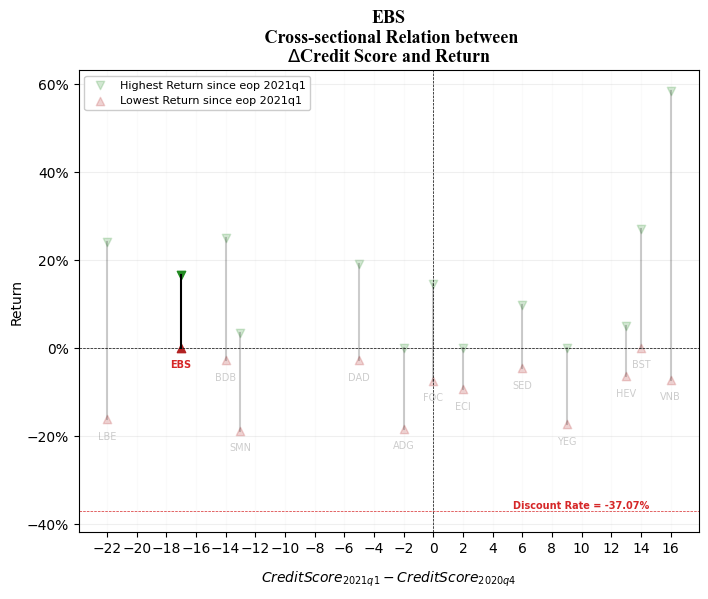 EBS
Cross-sectional Relation between
ΔCredit Score and Return
Highest Return since eop 2021q1
Lowest Return since eop 2021q1
60%
40%
20%
0%
−20%
−40%
Return
LBE
EBS
BDB
SMN
DAD
ADG
FOC
ECI
SED
YEG
HEV
BST
VNB
Discount Rate = -37.07%
−22 −20 −18 −16 −14 −12 −10 −8 −6 −4 −2 0 2 4 6 8 10 12 14 16
CreditScore2021q1 − CreditScore2020q4